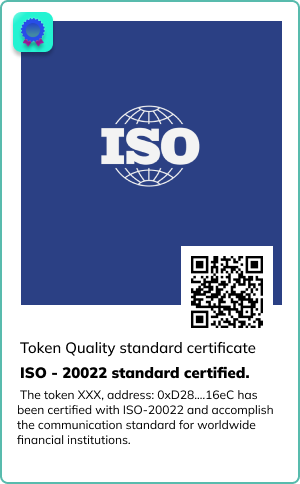 ISO
Token Quality standard certificate
ISO - 20022 standard certified.
The token XXX, address: 0xD28....16eC has
been certified with ISO-20022 and accomplish
the communication standard for worldwide
financial institutions.